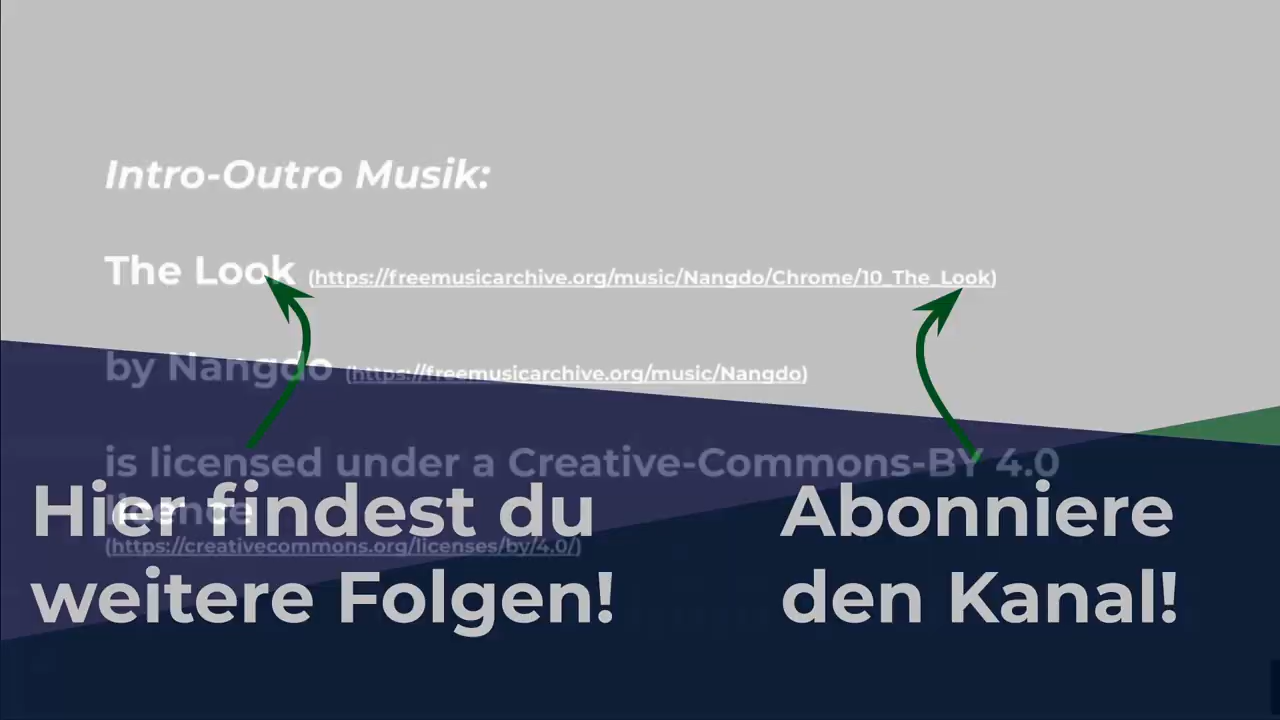 Intro-Outro Musik:
The Look (https://freemusicarchive.org/music/Nangdo/Chrome/10_The_Look)
by Nangdo (https://freemusicarchive.org/music/Nangdo)
is licensed under a Creative-Commons-BY 4.0
licence
(https://creativecommons.org/licenses/by/4.0/)
Hier findest du
weitere Folgen!
Abonniere
den Kanal!